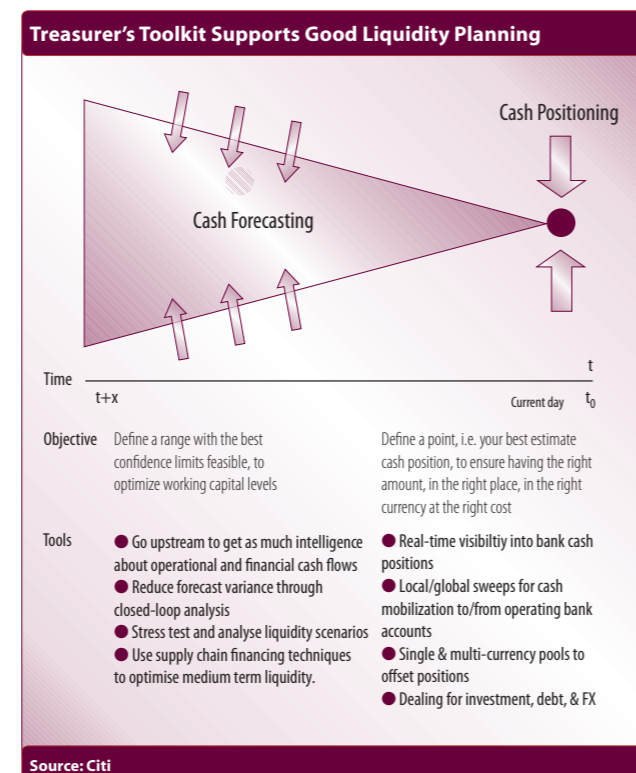 Treasurer's Toolkit Supports Good Liquidity Planning
Cash Positioning
Cash Forecasting
t
Time
t+x
Current day
t0
Objective
Define a range with the best
confidence limits feasible, to
optimize working capital levels
Define a point, i.e. your best estimate
cash position, to ensure having the right
amount, in the right place, in the right
currency at the right cost
Tools
● Go upstream to get as much intelligence
about operational and financial cash flows
● Reduce forecast variance through
closed-loop analysis
● Stress test and analyse liquidity scenarios
● Use supply chain financing techniques
to optimise medium term liquidity.
● Real-time visibiltiy into bank cash
positions
● Local/global sweeps for cash
mobilization to/from operating bank
accounts
● Single & multi-currency pools to
offset positions
● Dealing for investment, debt, & FX
Source: Citi